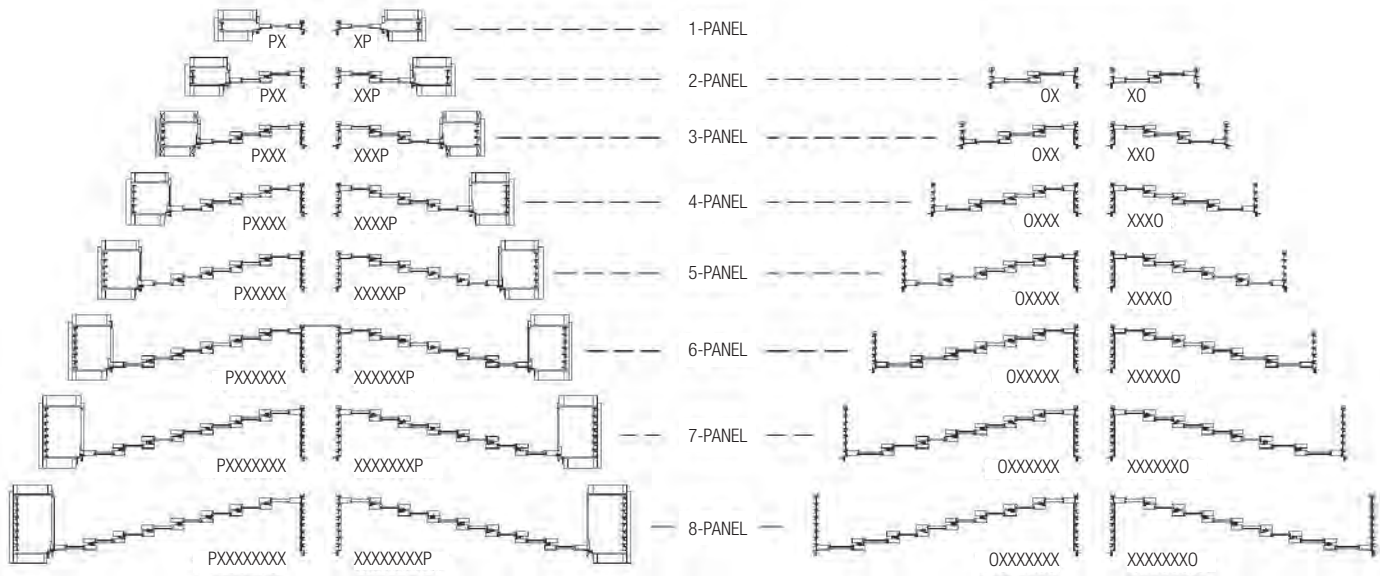 PX XP 1-PANEL
PXX XXP 2-PANEL OX XO
PXXX XXXP 3-PANEL OXX XXO
PXXXX XXXXP 4-PANEL OXXX XXXO
PXXXXX XXXXXP 5-PANEL OXXXX XXXXO
PXXXXXX XXXXXXP 6-PANEL OXXXXX XXXXXO
PXXXXXXX XXXXXXXP 7-PANEL OXXXXXX XXXXXXO
PXXXXXXXX XXXXXXXXP 8-PANEL OXXXXXXX XXXXXXXO